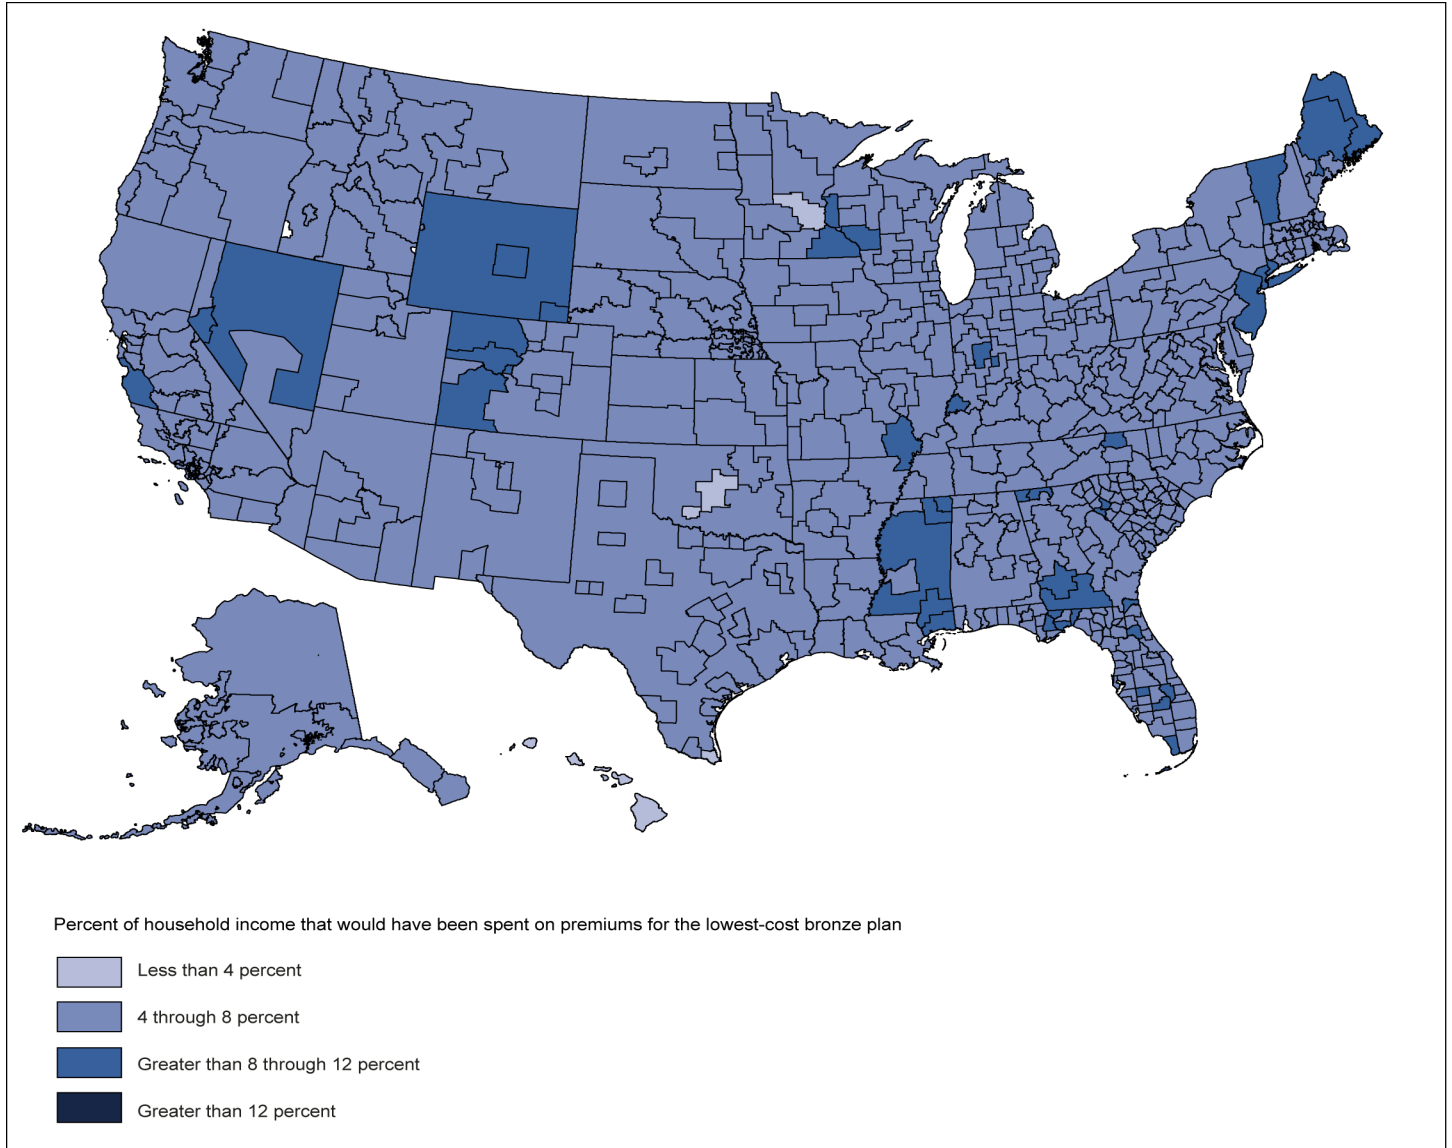 Percent of household income that would have been spent on premiums for the lowest-cost bronze plan
Less than 4 percent
4 through 8 percent
Greater than 8 through 12 percent
Greater than 12 percent